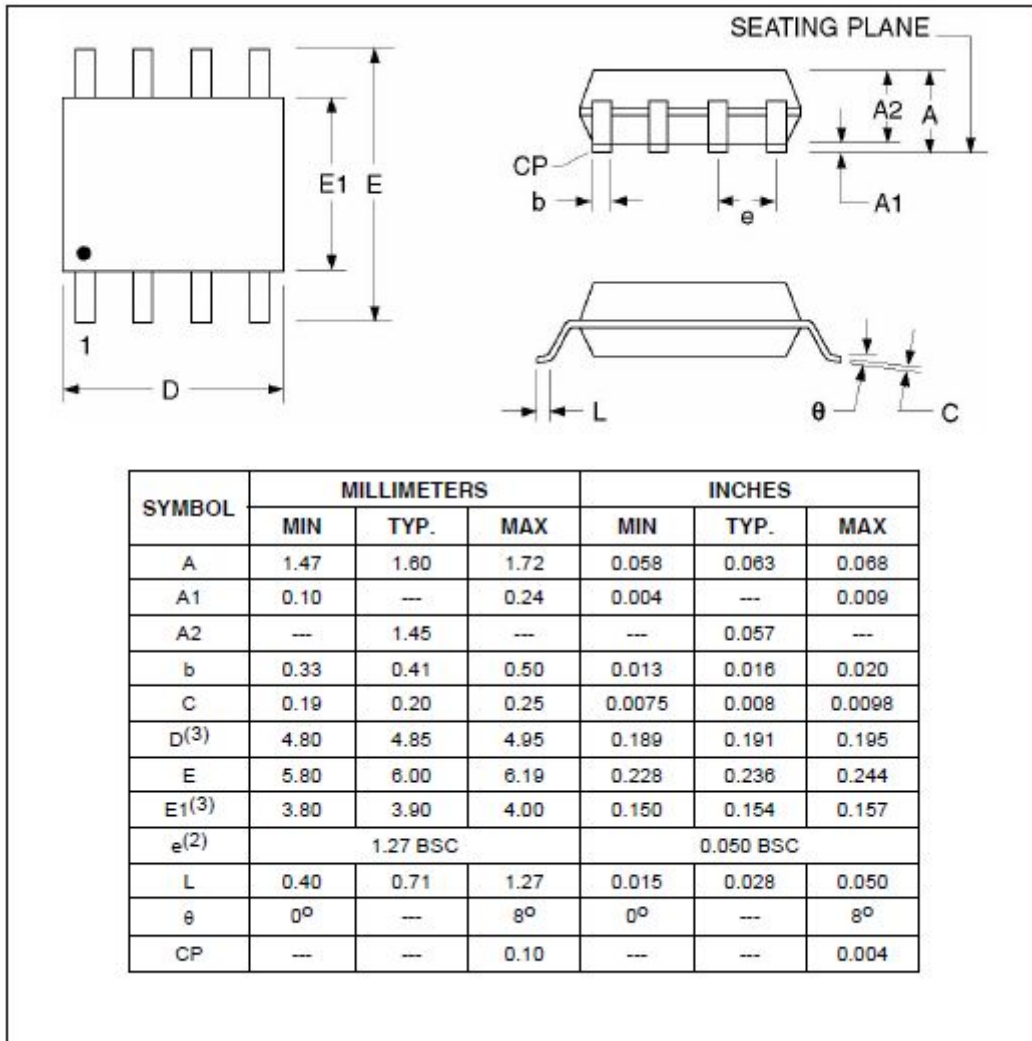 SEATING PLANE
A2 A
E1 E
CP
b e A1
1
D
L θ C
SYMBOL MILLIMETERS INCHES
MIN TYP. MAX MIN TYP. MAX
A 1.47 1.60 1.72 0.058 0.063 0.068
A1 0.10 --- 0.24 0.004 --- 0.009
A2 --- 1.45 --- --- 0.057 ---
b 0.33 0.41 0.50 0.013 0.016 0.020
C 0.19 0.20 0.25 0.0075 0.008 0.0098
D(3) 4.80 4.85 4.95 0.189 0.191 0.195
E 5.80 6.00 6.19 0.228 0.236 0.244
E1(3) 3.80 3.90 4.00 0.150 0.154 0.157
e(2) 1.27 BSC 0.050 BSC
L 0.40 0.71 1.27 0.015 0.028 0.050
θ 0º --- 8º 0º --- 8º
CP --- --- 0.10 --- --- 0.004